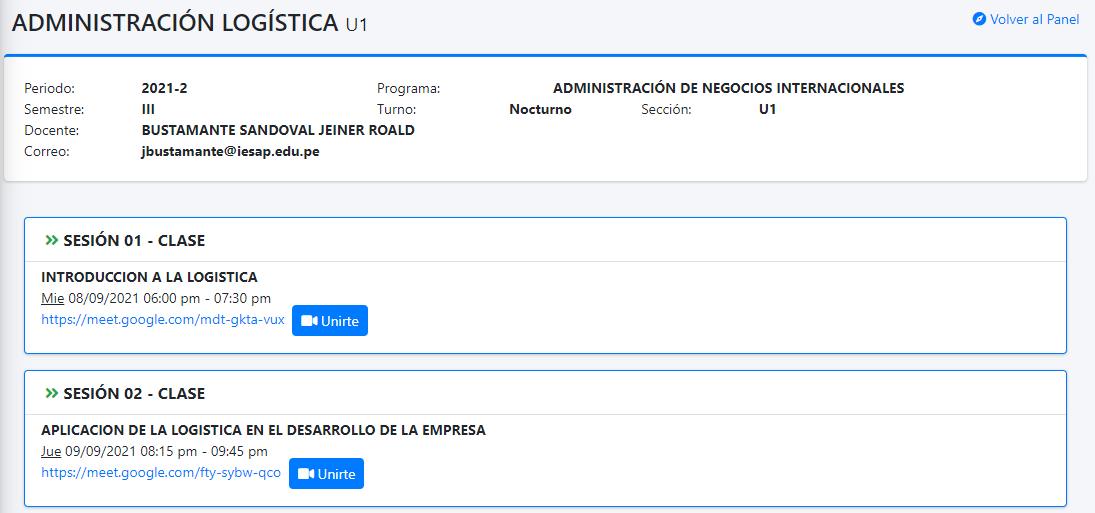 ADMINISTRACIÓN LOGÍSTICA U1
Volver al Panel
Periodo: 2021-2 Programa: ADMINISTRACIÓN DE NEGOCIOS INTERNACIONALES
Semestre: III Turno: Nocturno Sección: U1
Docente: BUSTAMANTE SANDOVAL JEINER ROALD
Correo: jbustamante@iesap.edu.pe
SESIÓN 01 - CLASE
INTRODUCCION A LA LOGISTICA
Mie 08/09/2021 06:00 pm - 07:30 pm
https://meet.google.com/mdt-gkta-vux Unirte
SESIÓN 02 - CLASE
APLICACION DE LA LOGISTICA EN EL DESARROLLO DE LA EMPRESA
Jue 09/09/2021 08:15 pm - 09:45 pm
https://meet.google.com/fty-sybw-qco Unirte